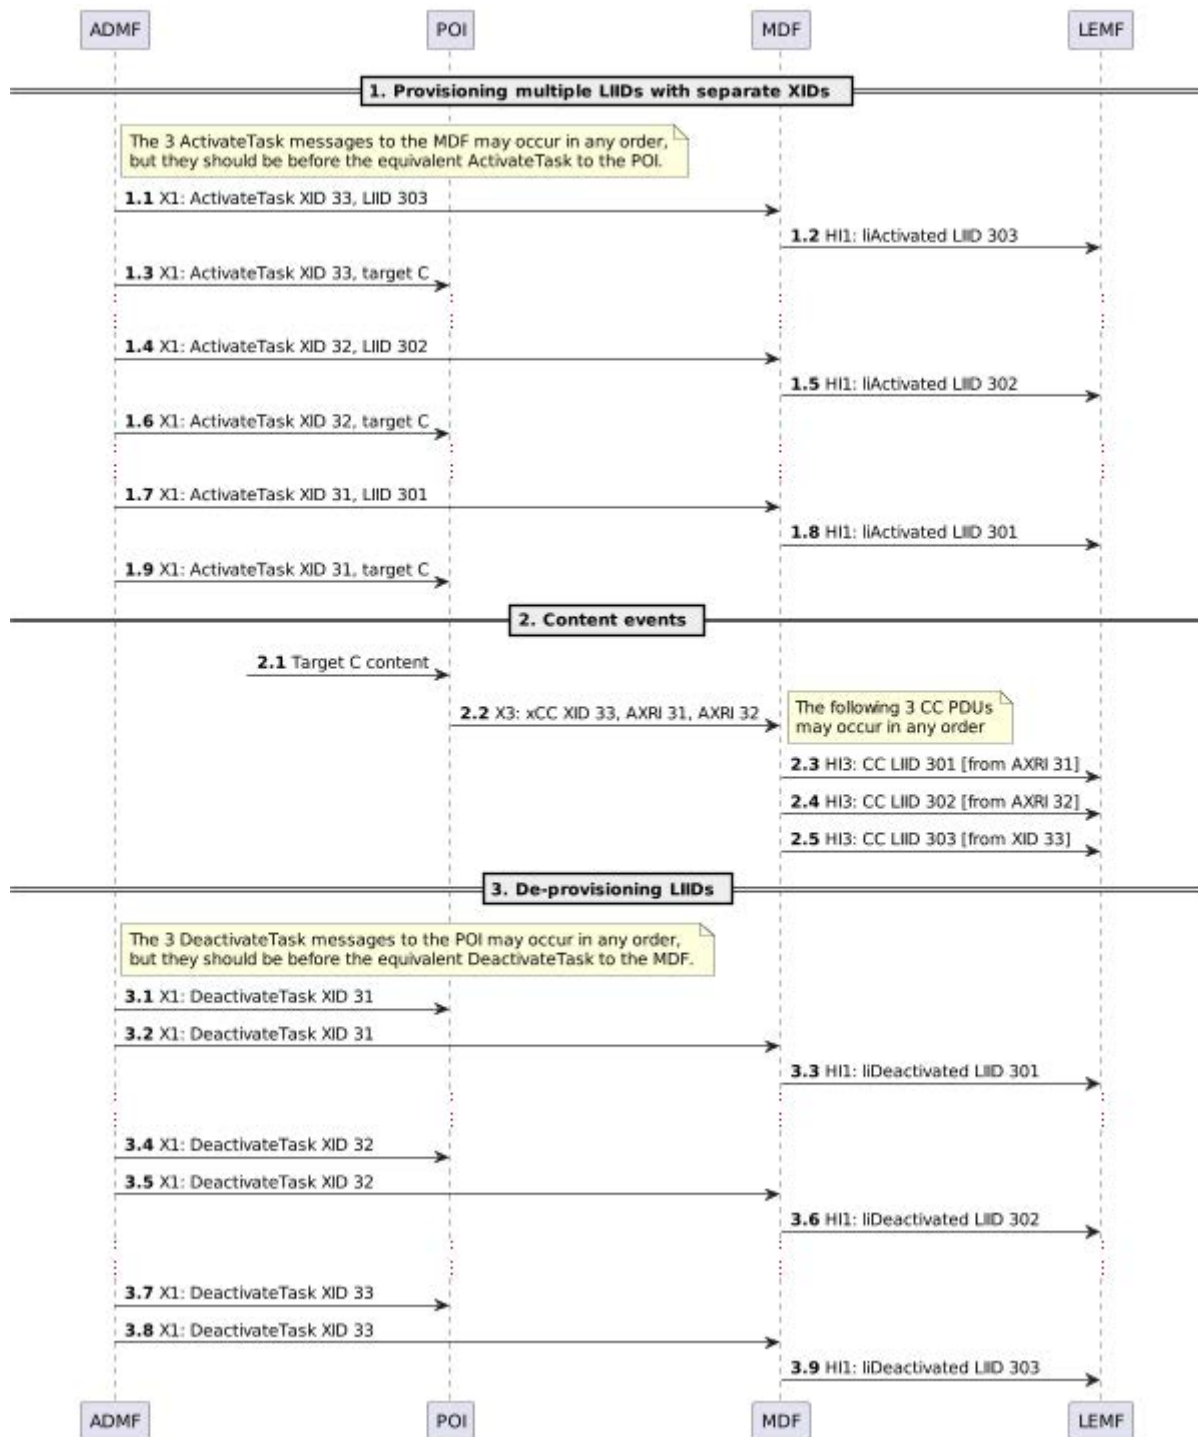 ADMF POI MDF LEMF
1. Provisioning multiple LIIDs with separate XIDs
The 3 ActivateTask messages to the MDF may occur in any order,
but they should be before the equivalent ActivateTask to the POI.
1.1 X1: ActivateTask XID 33, LIID 303
1.2 HI1: liActivated LIID 303
1.3 X1: ActivateTask XID 33, target C
1.4 X1: ActivateTask XID 32, LIID 302
1.5 HI1: liActivated LIID 302
1.6 X1: ActivateTask XID 32, target C
1.7 X1: ActivateTask XID 31, LIID 301
1.8 HI1: liActivated LIID 301
1.9 X1: ActivateTask XID 31, target C
2. Content events
2.1 Target C content
2.2 X3: xCC XID 33, AXRI 31, AXRI 32
The following 3 CC PDUs
may occur in any order
2.3 HI3: CC LIID 301 [from AXRI 31]
2.4 HI3: CC LIID 302 [from AXRI 32]
2.5 HI3: CC LIID 303 [from XID 33]
3. De-provisioning LIIDs
The 3 DeactivateTask messages to the POI may occur in any order,
but they should be before the equivalent DeactivateTask to the MDF.
3.1 X1: DeactivateTask XID 31
3.2 X1: DeactivateTask XID 31
3.3 HI1: liDeactivated LIID 301
3.4 X1: DeactivateTask XID 32
3.5 X1: DeactivateTask XID 32
3.6 HI1: liDeactivated LIID 302
3.7 X1: DeactivateTask XID 33
3.8 X1: DeactivateTask XID 33
3.9 HI1: liDeactivated LIID 303
ADMF POI MDF LEMF